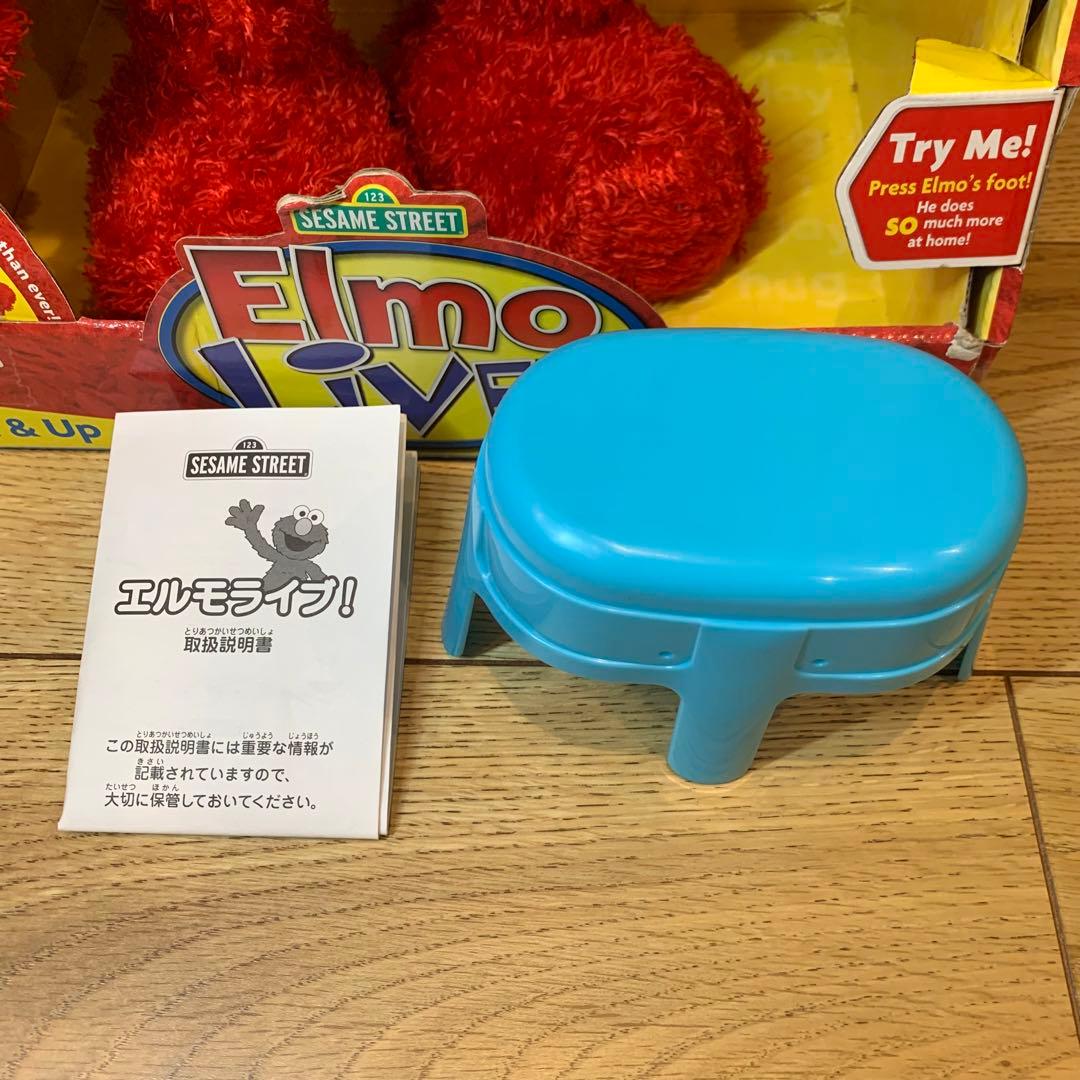 Try Me!
Press Elmo's foot!
He does
SO much more
at home!
123
SESAME STREET
than ever!
Elmo
LIVE
& Up
123
SESAME STREET
エルモライブ!
とりあつかいせつめいしょ
取扱説明書
とりあつかいせつめいしょ じゅうよう じょうほう
この取扱説明書には重要な情報が
きさい
記載されていますので、
たいせつ ほかん
大切に保管しておいてください。